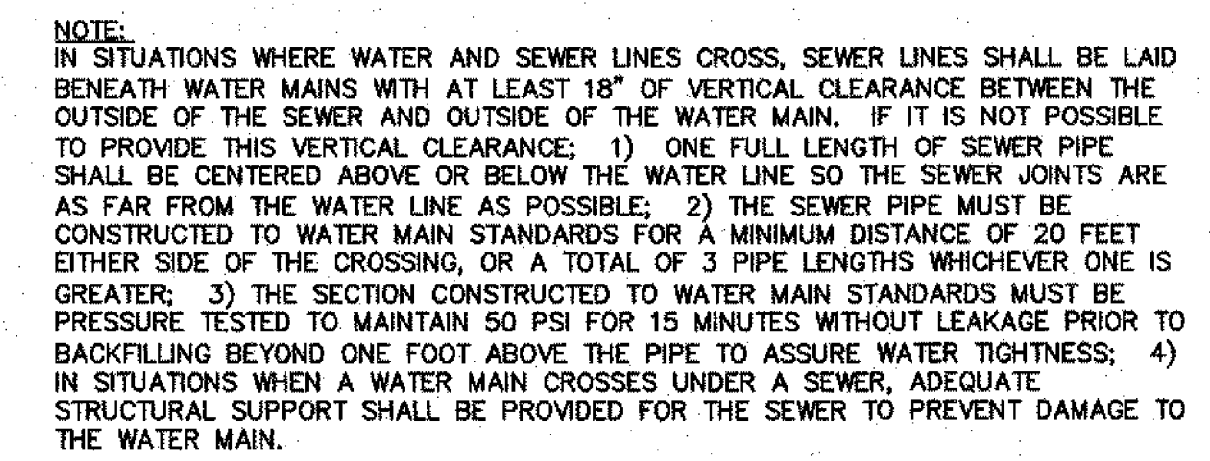 NOTE:
IN SITUATIONS WHERE WATER AND SEWER LINES CROSS, SEWER LINES SHALL BE LAID
BENEATH WATER MAINS WITH AT LEAST 18" OF VERTICAL CLEARANCE BETWEEN THE
OUTSIDE OF THE SEWER AND OUTSIDE OF THE WATER MAIN. IF IT IS NOT POSSIBLE
TO PROVIDE THIS VERTICAL CLEARANCE; 1) ONE FULL LENGTH OF SEWER PIPE
SHALL BE CENTERED ABOVE OR BELOW THE WATER LINE SO THE SEWER JOINTS ARE
AS FAR FROM THE WATER LINE AS POSSIBLE; 2) THE SEWER PIPE MUST BE
CONSTRUCTED TO WATER MAIN STANDARDS FOR A MINIMUM DISTANCE OF 20 FEET
EITHER SIDE OF THE CROSSING, OR A TOTAL OF 3 PIPE LENGTHS WHICHEVER ONE IS
GREATER; 3) THE SECTION CONSTRUCTED TO WATER MAIN STANDARDS MUST BE
PRESSURE TESTED TO MAINTAIN 50 PSI FOR 15 MINUTES WITHOUT LEAKAGE PRIOR TO
BACKFILLING BEYOND ONE FOOT ABOVE THE PIPE TO ASSURE WATER TIGHTNESS; 4)
IN SITUATIONS WHEN A WATER MAIN CROSSES UNDER A SEWER, ADEQUATE
STRUCTURAL SUPPORT SHALL BE PROVIDED FOR THE SEWER TO PREVENT DAMAGE TO
THE WATER MAIN.